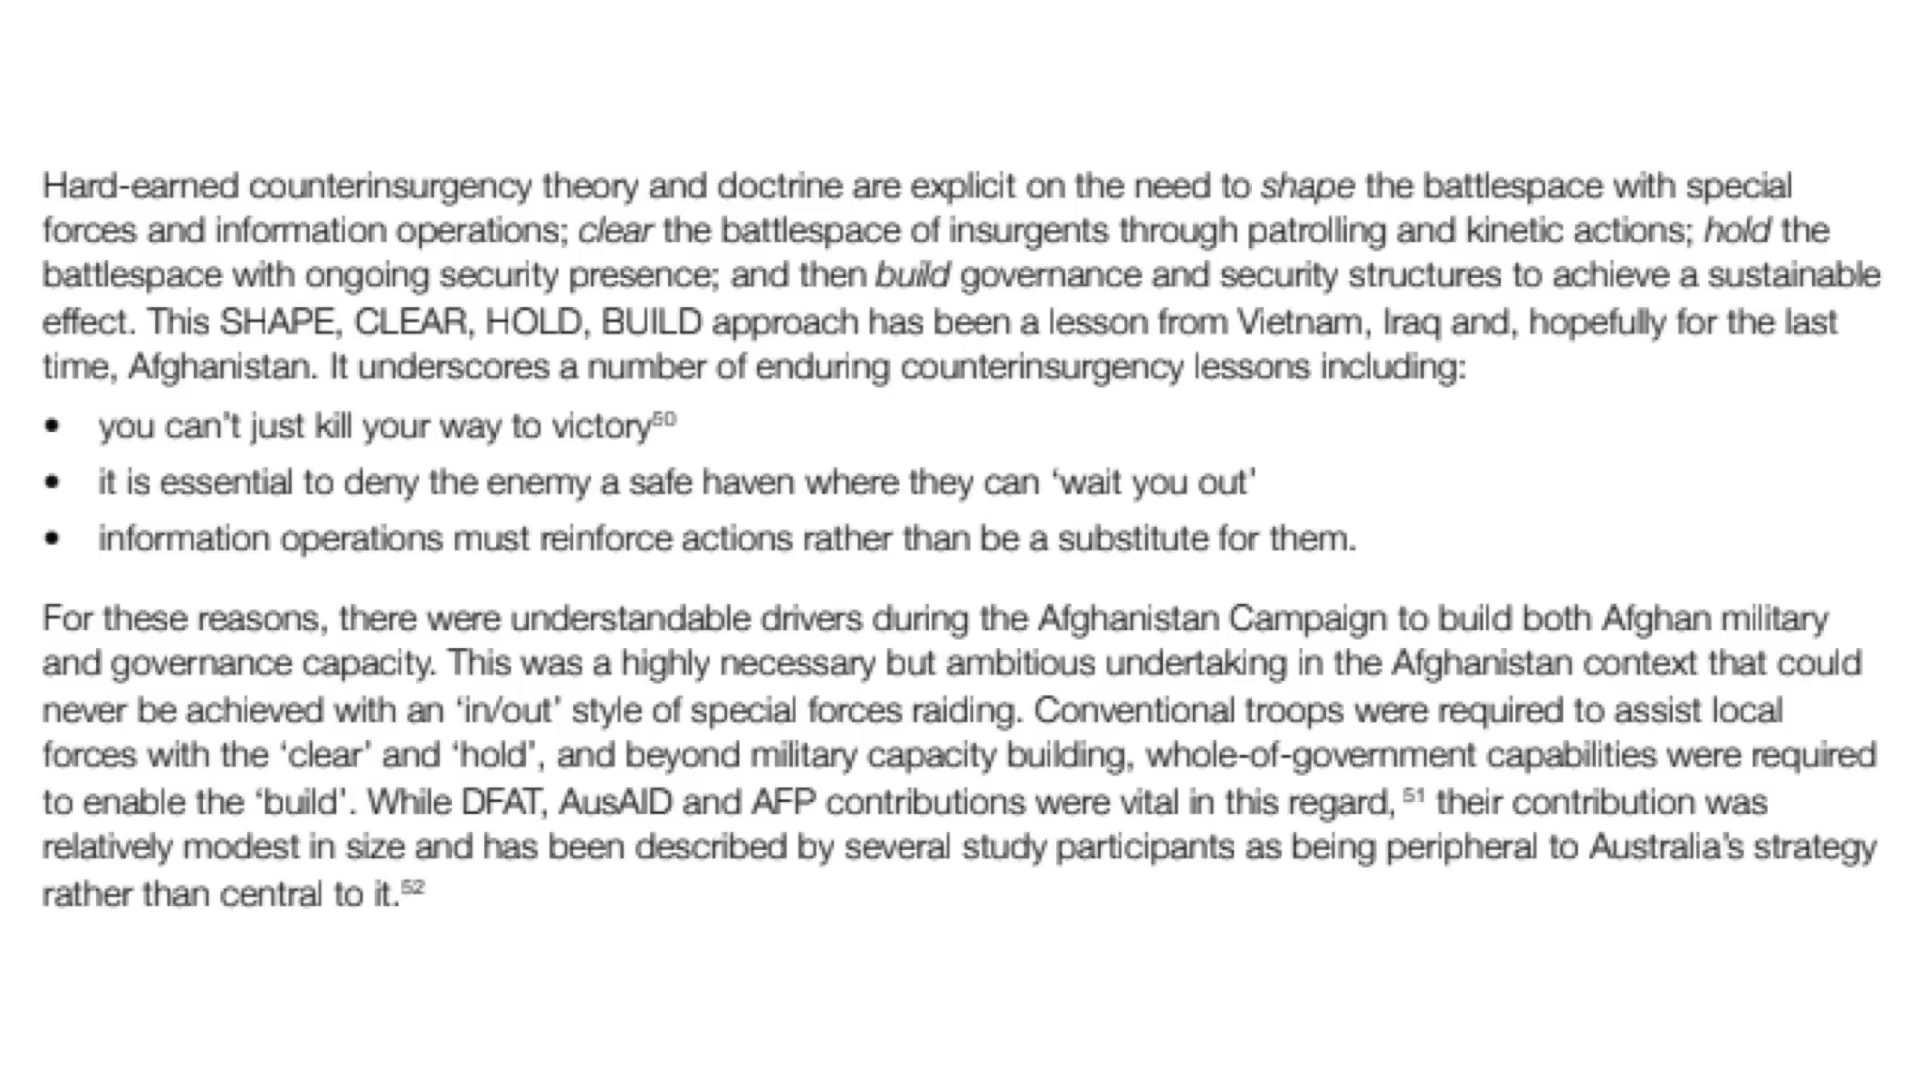 Hard-earned counterinsurgency theory and doctrine are explicit on the need to shape the battlespace with special
forces and information operations; clear the battlespace of insurgents through patrolling and kinetic actions; hold the
battlespace with ongoing security presence; and then build governance and security structures to achieve a sustainable
effect. This SHAPE, CLEAR, HOLD, BUILD approach has been a lesson from Vietnam, Iraq and, hopefully for the last
time, Afghanistan. It underscores a number of enduring counterinsurgency lessons including:
• you can't just kill your way to victory⁵⁰
• it is essential to deny the enemy a safe haven where they can ‘wait you out’
• information operations must reinforce actions rather than be a substitute for them.
For these reasons, there were understandable drivers during the Afghanistan Campaign to build both Afghan military
and governance capacity. This was a highly necessary but ambitious undertaking in the Afghanistan context that could
never be achieved with an ‘in/out’ style of special forces raiding. Conventional troops were required to assist local
forces with the ‘clear’ and ‘hold’, and beyond military capacity building, whole-of-government capabilities were required
to enable the ‘build’. While DFAT, AusAID and AFP contributions were vital in this regard, ⁵¹ their contribution was
relatively modest in size and has been described by several study participants as being peripheral to Australia’s strategy
rather than central to it.⁵²